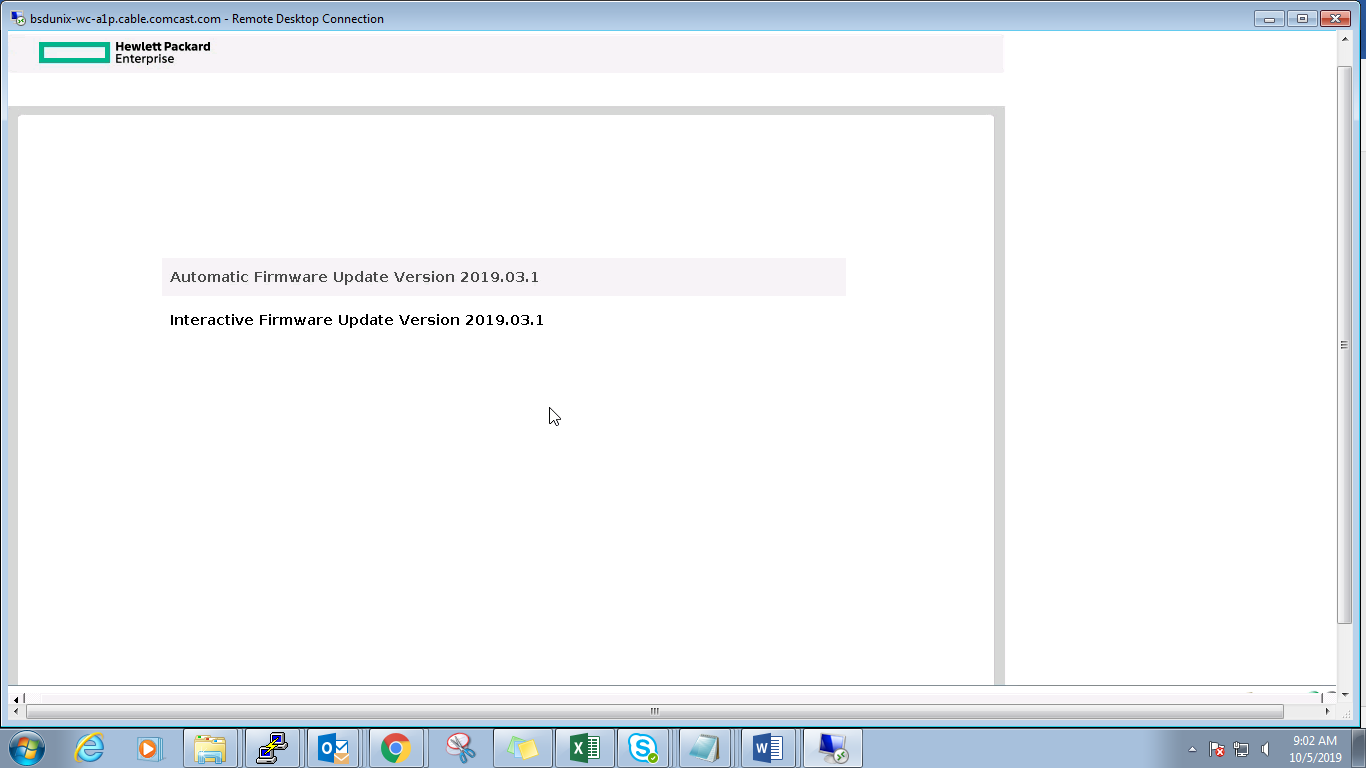 bsdunix-wc-a1p.cable.comcast.com - Remote Desktop Connection
Hewlett Packard
Enterprise
Automatic Firmware Update Version 2019.03.1
Interactive Firmware Update Version 2019.03.1
9:02 AM
10/5/2019